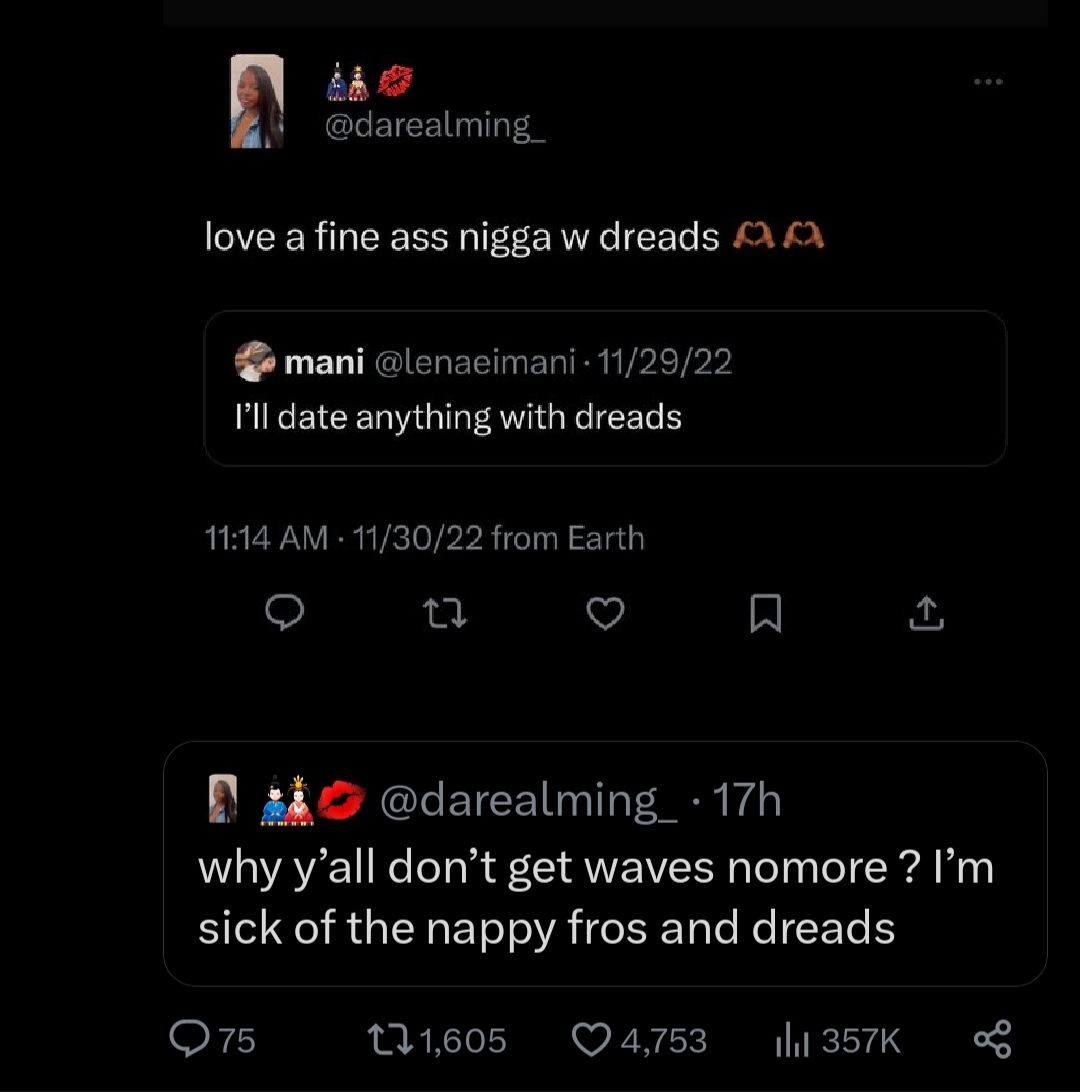 @darealming_
love a fine ass nigga w dreads 🫶🏾🫶🏾
mani @lenaeimani · 11/29/22
I’ll date anything with dreads
11:14 AM · 11/30/22 from Earth
🎎💋 @darealming_ · 17h
why y’all don’t get waves nomore ? I’m
sick of the nappy fros and dreads
75 1,605 4,753 357K